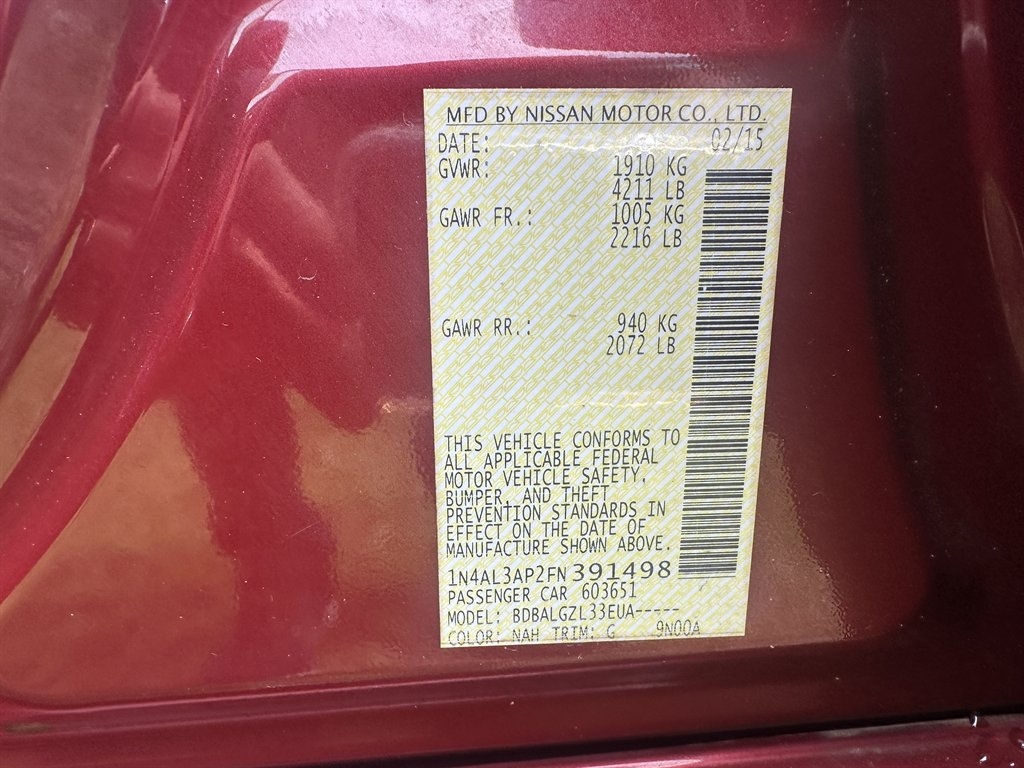 MFD BY NISSAN MOTOR CO., LTD.
DATE: 02/15
GVWR: 1910 KG
4211 LB
GAWR FR.: 1005 KG
2216 LB
GAWR RR.: 940 KG
2072 LB
THIS VEHICLE CONFORMS TO
ALL APPLICABLE FEDERAL
MOTOR VEHICLE SAFETY,
BUMPER, AND THEFT
PREVENTION STANDARDS IN
EFFECT ON THE DATE OF
MANUFACTURE SHOWN ABOVE.
1N4AL3AP2FN391498
PASSENGER CAR 603651
MODEL: BDBALGZL33EUA-----
COLOR: NAH TRIM: G 9N00A